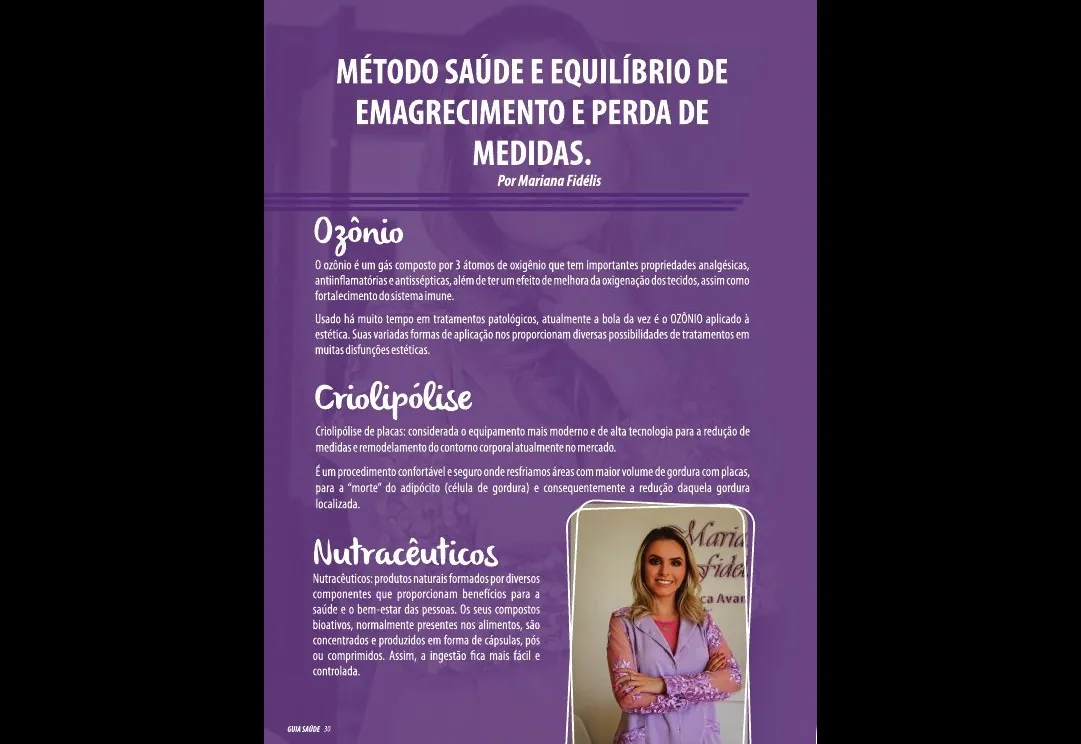 MÉTODO SAÚDE E EQUILÍBRIO DE
EMAGRECIMENTO E PERDA DE
MEDIDAS.
Por Mariana Fidélis
Ozônio
O ozônio é um gás composto por 3 átomos de oxigênio que tem importantes propriedades analgésicas,
antiinflamatórias e antissépticas, além de ter um efeito de melhora da oxigenação dos tecidos, assim como
fortalecimento do sistema imune.
Usado há muito tempo em tratamentos patológicos, atualmente a bola da vez é o OZÔNIO aplicado à
estética. Suas variadas formas de aplicação nos proporcionam diversas possibilidades de tratamentos em
muitas disfunções estéticas.
Criolipólise
Criolipólise de placas: considerada o equipamento mais moderno e de alta tecnologia para a redução de
medidas e remodelamento do contorno corporal atualmente no mercado.
É um procedimento confortável e seguro onde resfriamos áreas com maior volume de gordura com placas,
para a “morte” do adipócito (célula de gordura) e consequentemente a redução daquela gordura
localizada.
Nutracêuticos
Nutracêuticos: produtos naturais formados por diversos
componentes que proporcionam benefícios para a
saúde e o bem-estar das pessoas. Os seus compostos
bioativos, normalmente presentes nos alimentos, são
concentrados e produzidos em forma de cápsulas, pós
ou comprimidos. Assim, a ingestão fica mais fácil e
controlada.
Maria
fidel
ca Avan
GUIA SAÚDE 30